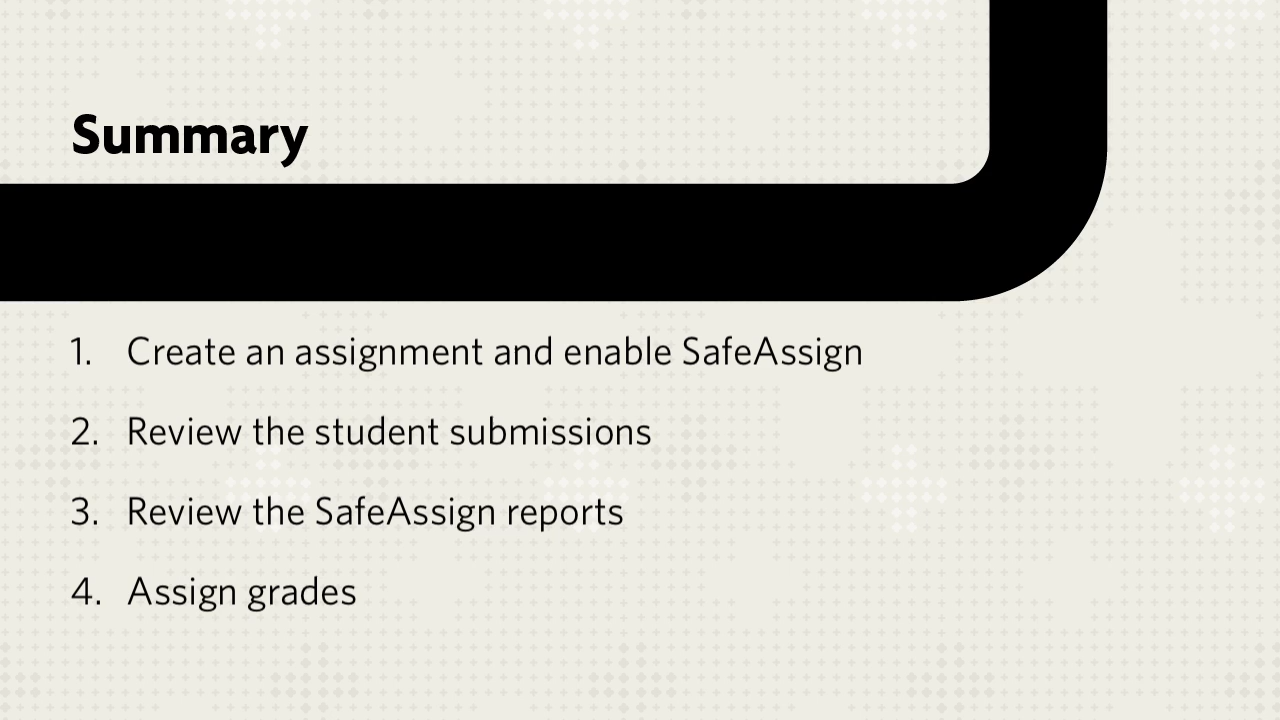 Summary
1. Create an assignment and enable SafeAssign
2. Review the student submissions
3. Review the SafeAssign reports
4. Assign grades